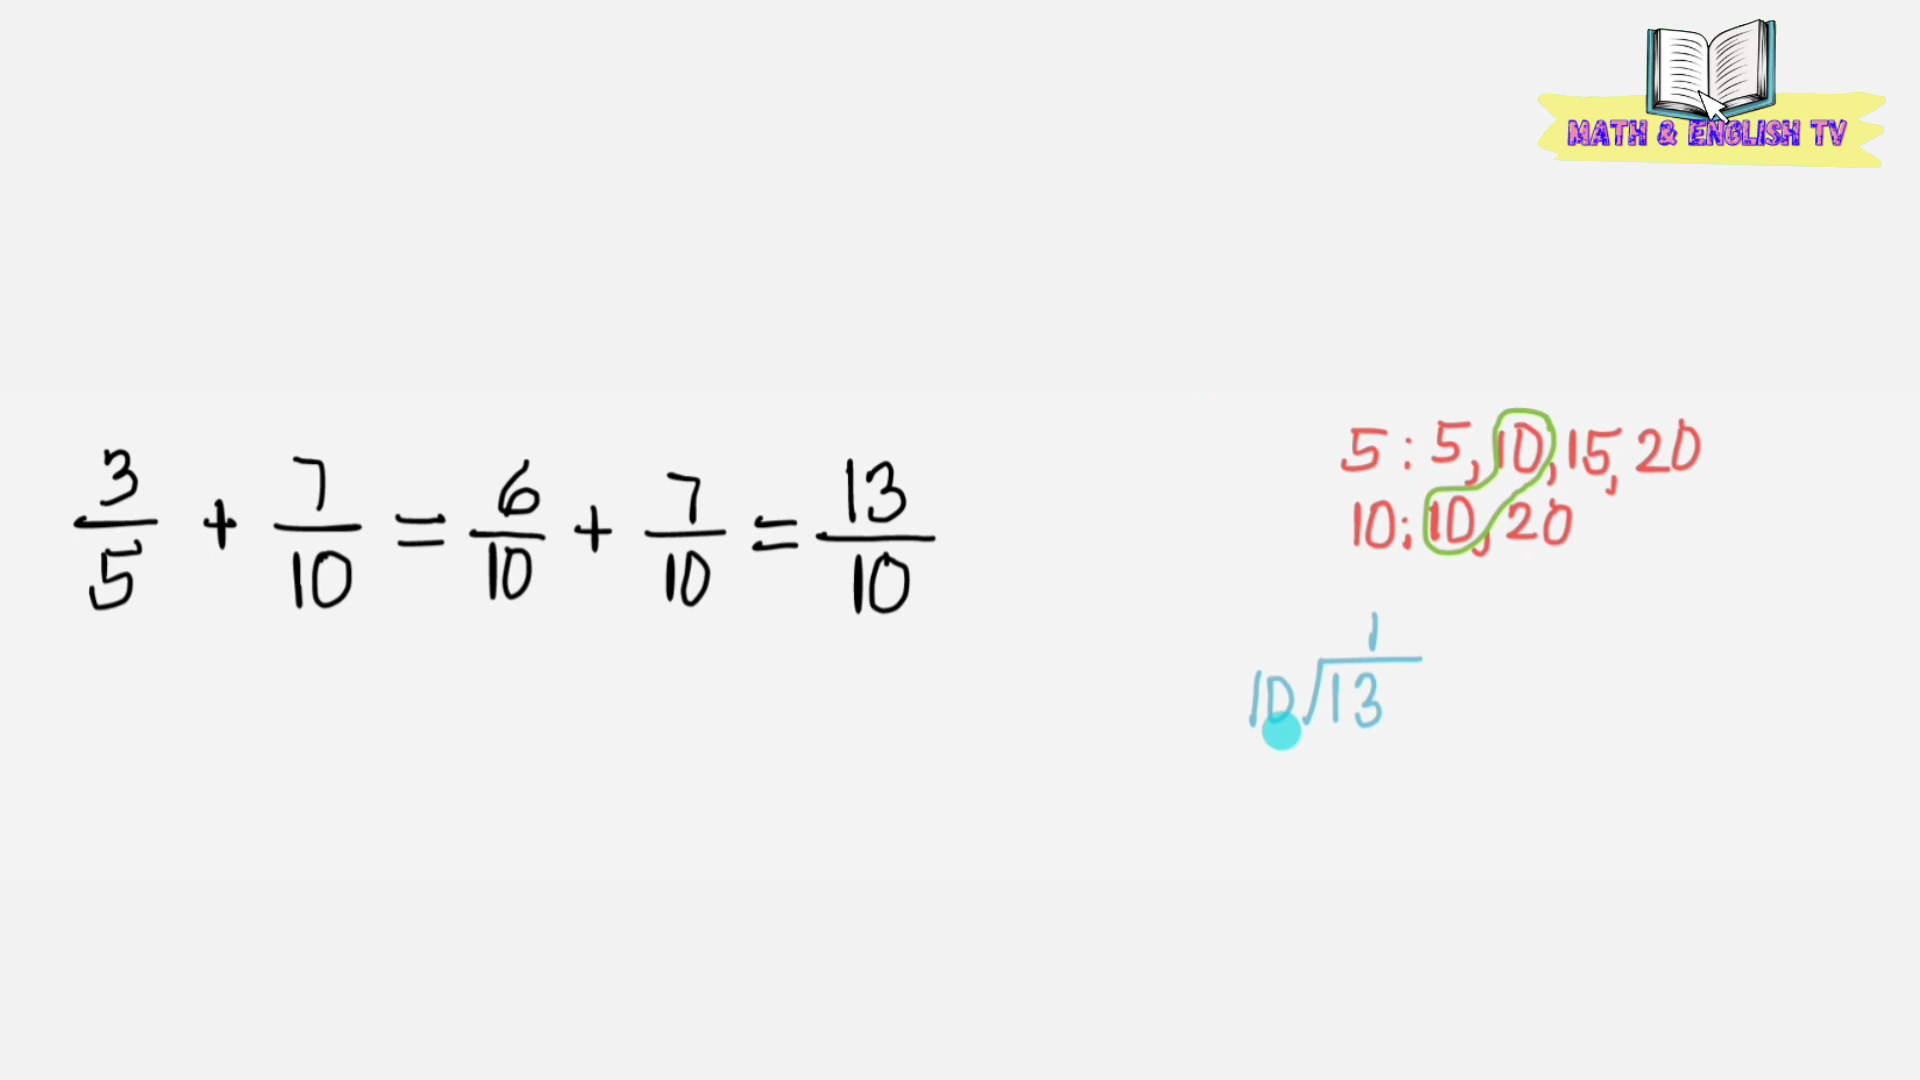 MATH & ENGLISH TV
3/5 + 7/10 = 6/10 + 7/10 = 13/10
5: 5, 10, 15, 20
10: 10, 20
1
10√13